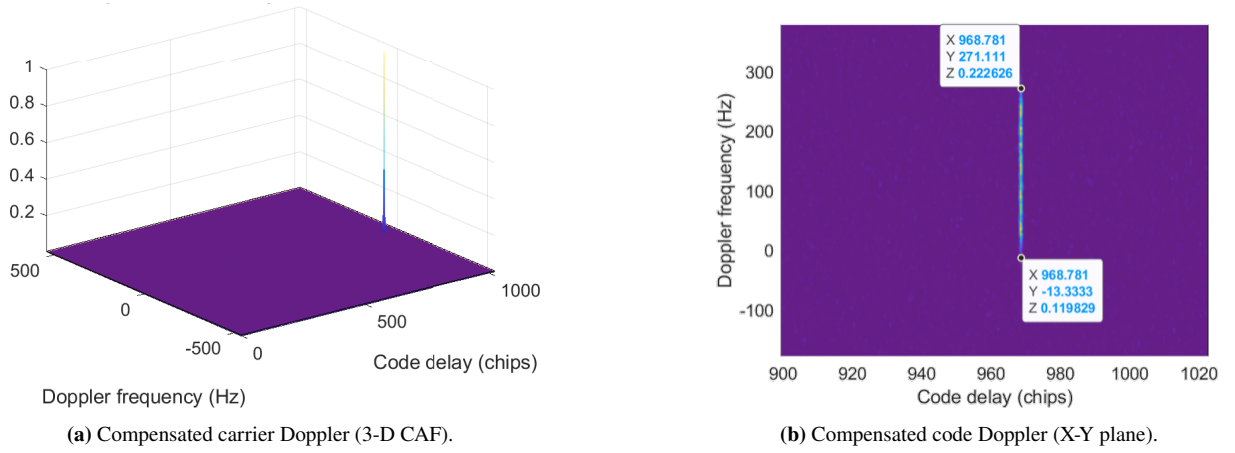 1
0.8
0.6
0.4
0.2
500
0
-500
0
500
1000
Code delay (chips)
Doppler frequency (Hz)
(a) Compensated carrier Doppler (3-D CAF).
X 968.781
Y 271.111
Z 0.222626
300
200
100
0
-100
Doppler frequency (Hz)
X 968.781
Y -13.3333
Z 0.119829
900 920 940 960 980 1000 1020
Code delay (chips)
(b) Compensated code Doppler (X-Y plane).